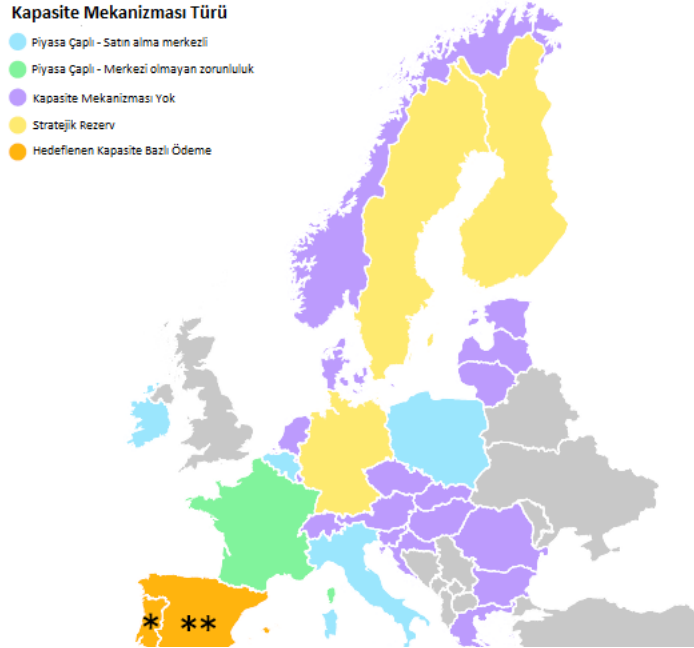 Kapasite Mekanizması Türü
Piyasa Çaplı - Satın alma merkezli
Piyasa Çaplı - Merkezi olmayan zorunluluk
Kapasite Mekanizması Yok
Stratejik Rezerv
Hedeflenen Kapasite Bazlı Ödeme
* **